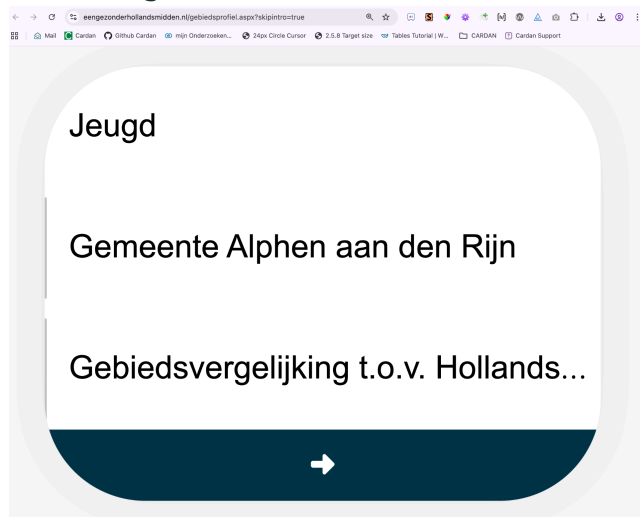 eengezonderhollandsmidden.nl/gebiedsprofiel.aspx?skipintro=true
Mail Cardan Github Cardan mijn Onderzoeken... 24px Circle Cursor 2.5.8 Target size Tables Tutorial | W... CARDAN Cardan Support
Jeugd
Gemeente Alphen aan den Rijn
Gebiedsvergelijking t.o.v. Hollands...